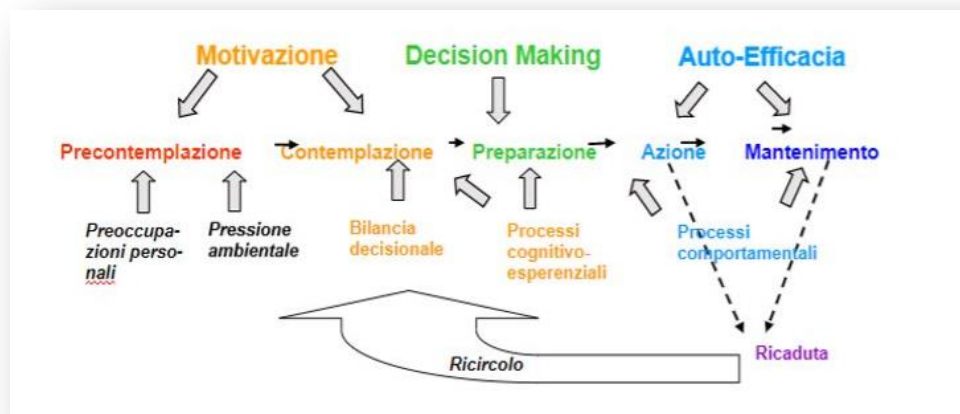 Motivazione
Decision Making
Auto-Efficacia
Precontemplazione
Contemplazione
Preparazione
Azione
Mantenimento
Preoccupa-
zioni perso-
nali
Pressione
ambientale
Bilancia
decisionale
Processi
cognitivo-
esperenziali
Processi
comportamentali
Ricircolo
Ricaduta